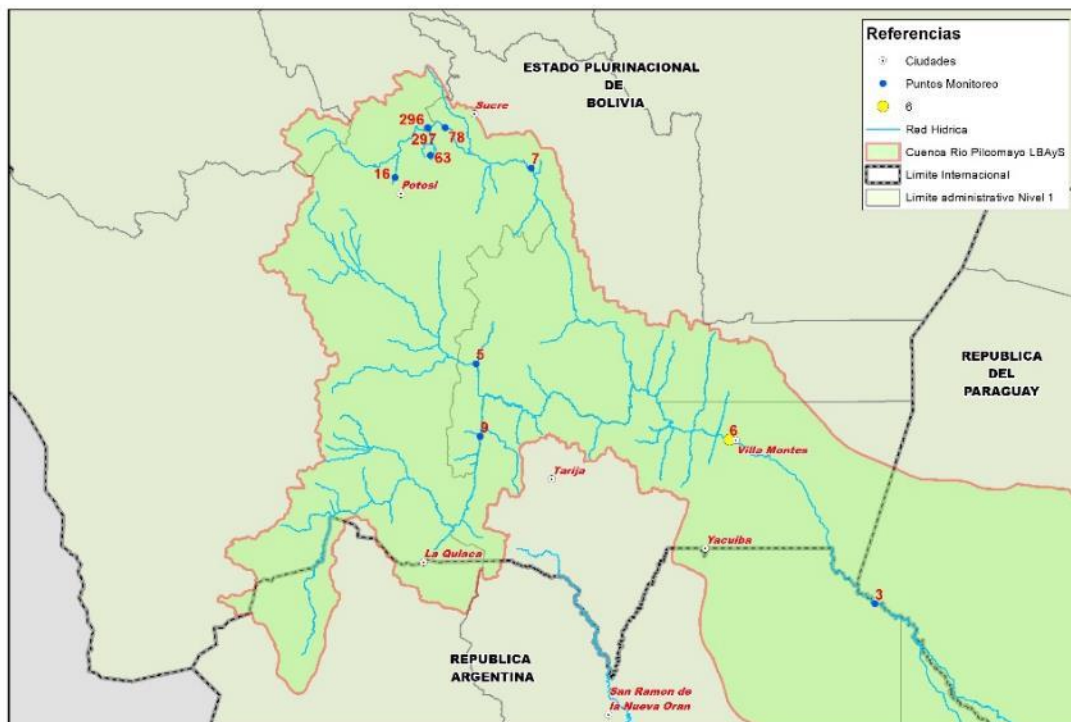 Referencias
Ciudades
Puntos Monitoreo
6
Red Hidrica
Cuenca Rio Pilcomayo LBAyS
Limite Internacional
Limite administrativo Nivel 1
ESTADO PLURINACIONAL
DE
BOLIVIA
Sucre
296
78
297
63
7
16
Potosi
5
REPUBLICA
DEL
PARAGUAY
9
6
Villa Montes
Tarija
Yacuiba
La Quiaca
3
REPUBLICA
ARGENTINA
San Ramon de
la Nueva Oran